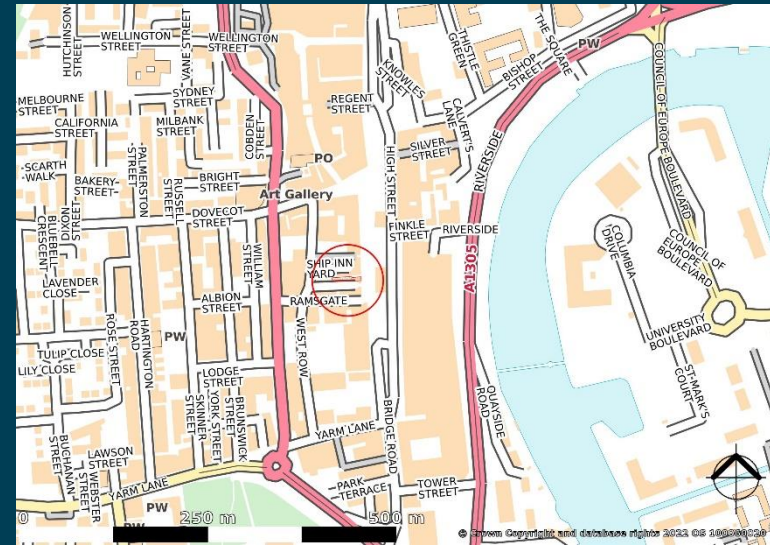 HUTCHINSON
STREET
WELLINGTON
STREET
VANE STREET
WELLINGTON
STREET
MELBOURNE
STREET
CALIFORNIA
STREET
SYDNEY
STREET
MILBANK
STREET
COBDEN
STREET
SCARTH
WALK
BAKERY
STREET
PALMERSTON
STREET
RUSSELL
STREET
BRIGHT
STREET
PO
Art Gallery
DOVECOT
STREET
DIXON
STREET
BLUEBELL
CRESCENT
LAVENDER
CLOSE
ROSE STREET
HARTINGTON
ROAD
ALBION
STREET
WILLIAM
STREET
PW
TULIP CLOSE
LILY CLOSE
LODGE
STREET
SKINNER
STREET
YORK STREET
BRUNSWICK
STREET
BUCHANAN
STREET
LAWSON
STREET
WEBSTER
YARM LANE
PW
PW
REGENT
STREET
KNOWLES
STREET
THISTLE
GREEN
THE SQUARE
BISHOP
STREET
PW
CALVERT'S
LANE
SILVER
STREET
HIGH STREET
RIVERSIDE
FINKLE
STREET
RIVERSIDE
A1305
SHIP INN
YARD
RAMSGATE
WEST ROW
YARM LANE
BRIDGE ROAD
PARK
TERRACE
TOWER
STREET
QUAYSIDE
ROAD
COUNCIL OF EUROPE BOULEVARD
COLUMBIA
DRIVE
COUNCIL OF
EUROPE
BOULEVARD
UNIVERSITY
BOULEVARD
ST-MARK'S
COURT
0
250 m
500 m
© Crown Copyright and database rights 2022 OS